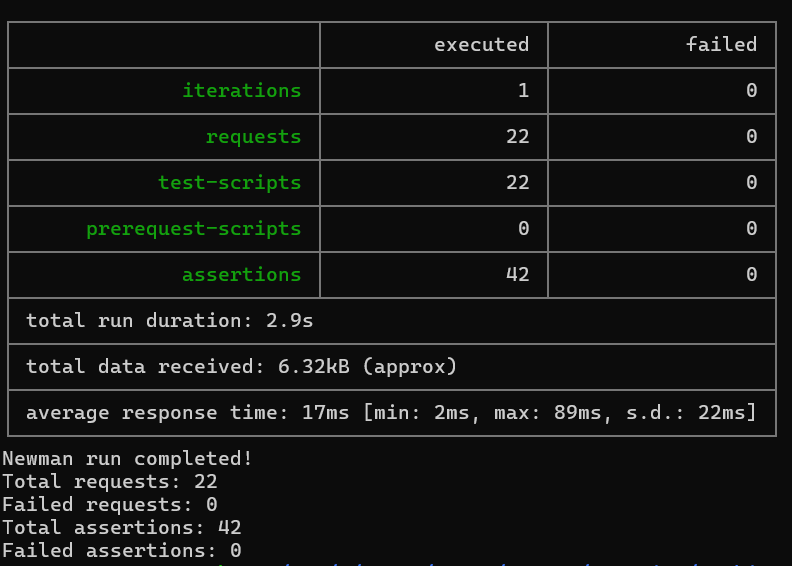 executed failed
iterations 1 0
requests 22 0
test-scripts 22 0
prerequest-scripts 0 0
assertions 42 0
total run duration: 2.9s
total data received: 6.32kB (approx)
average response time: 17ms [min: 2ms, max: 89ms, s.d.: 22ms]
Newman run completed!
Total requests: 22
Failed requests: 0
Total assertions: 42
Failed assertions: 0